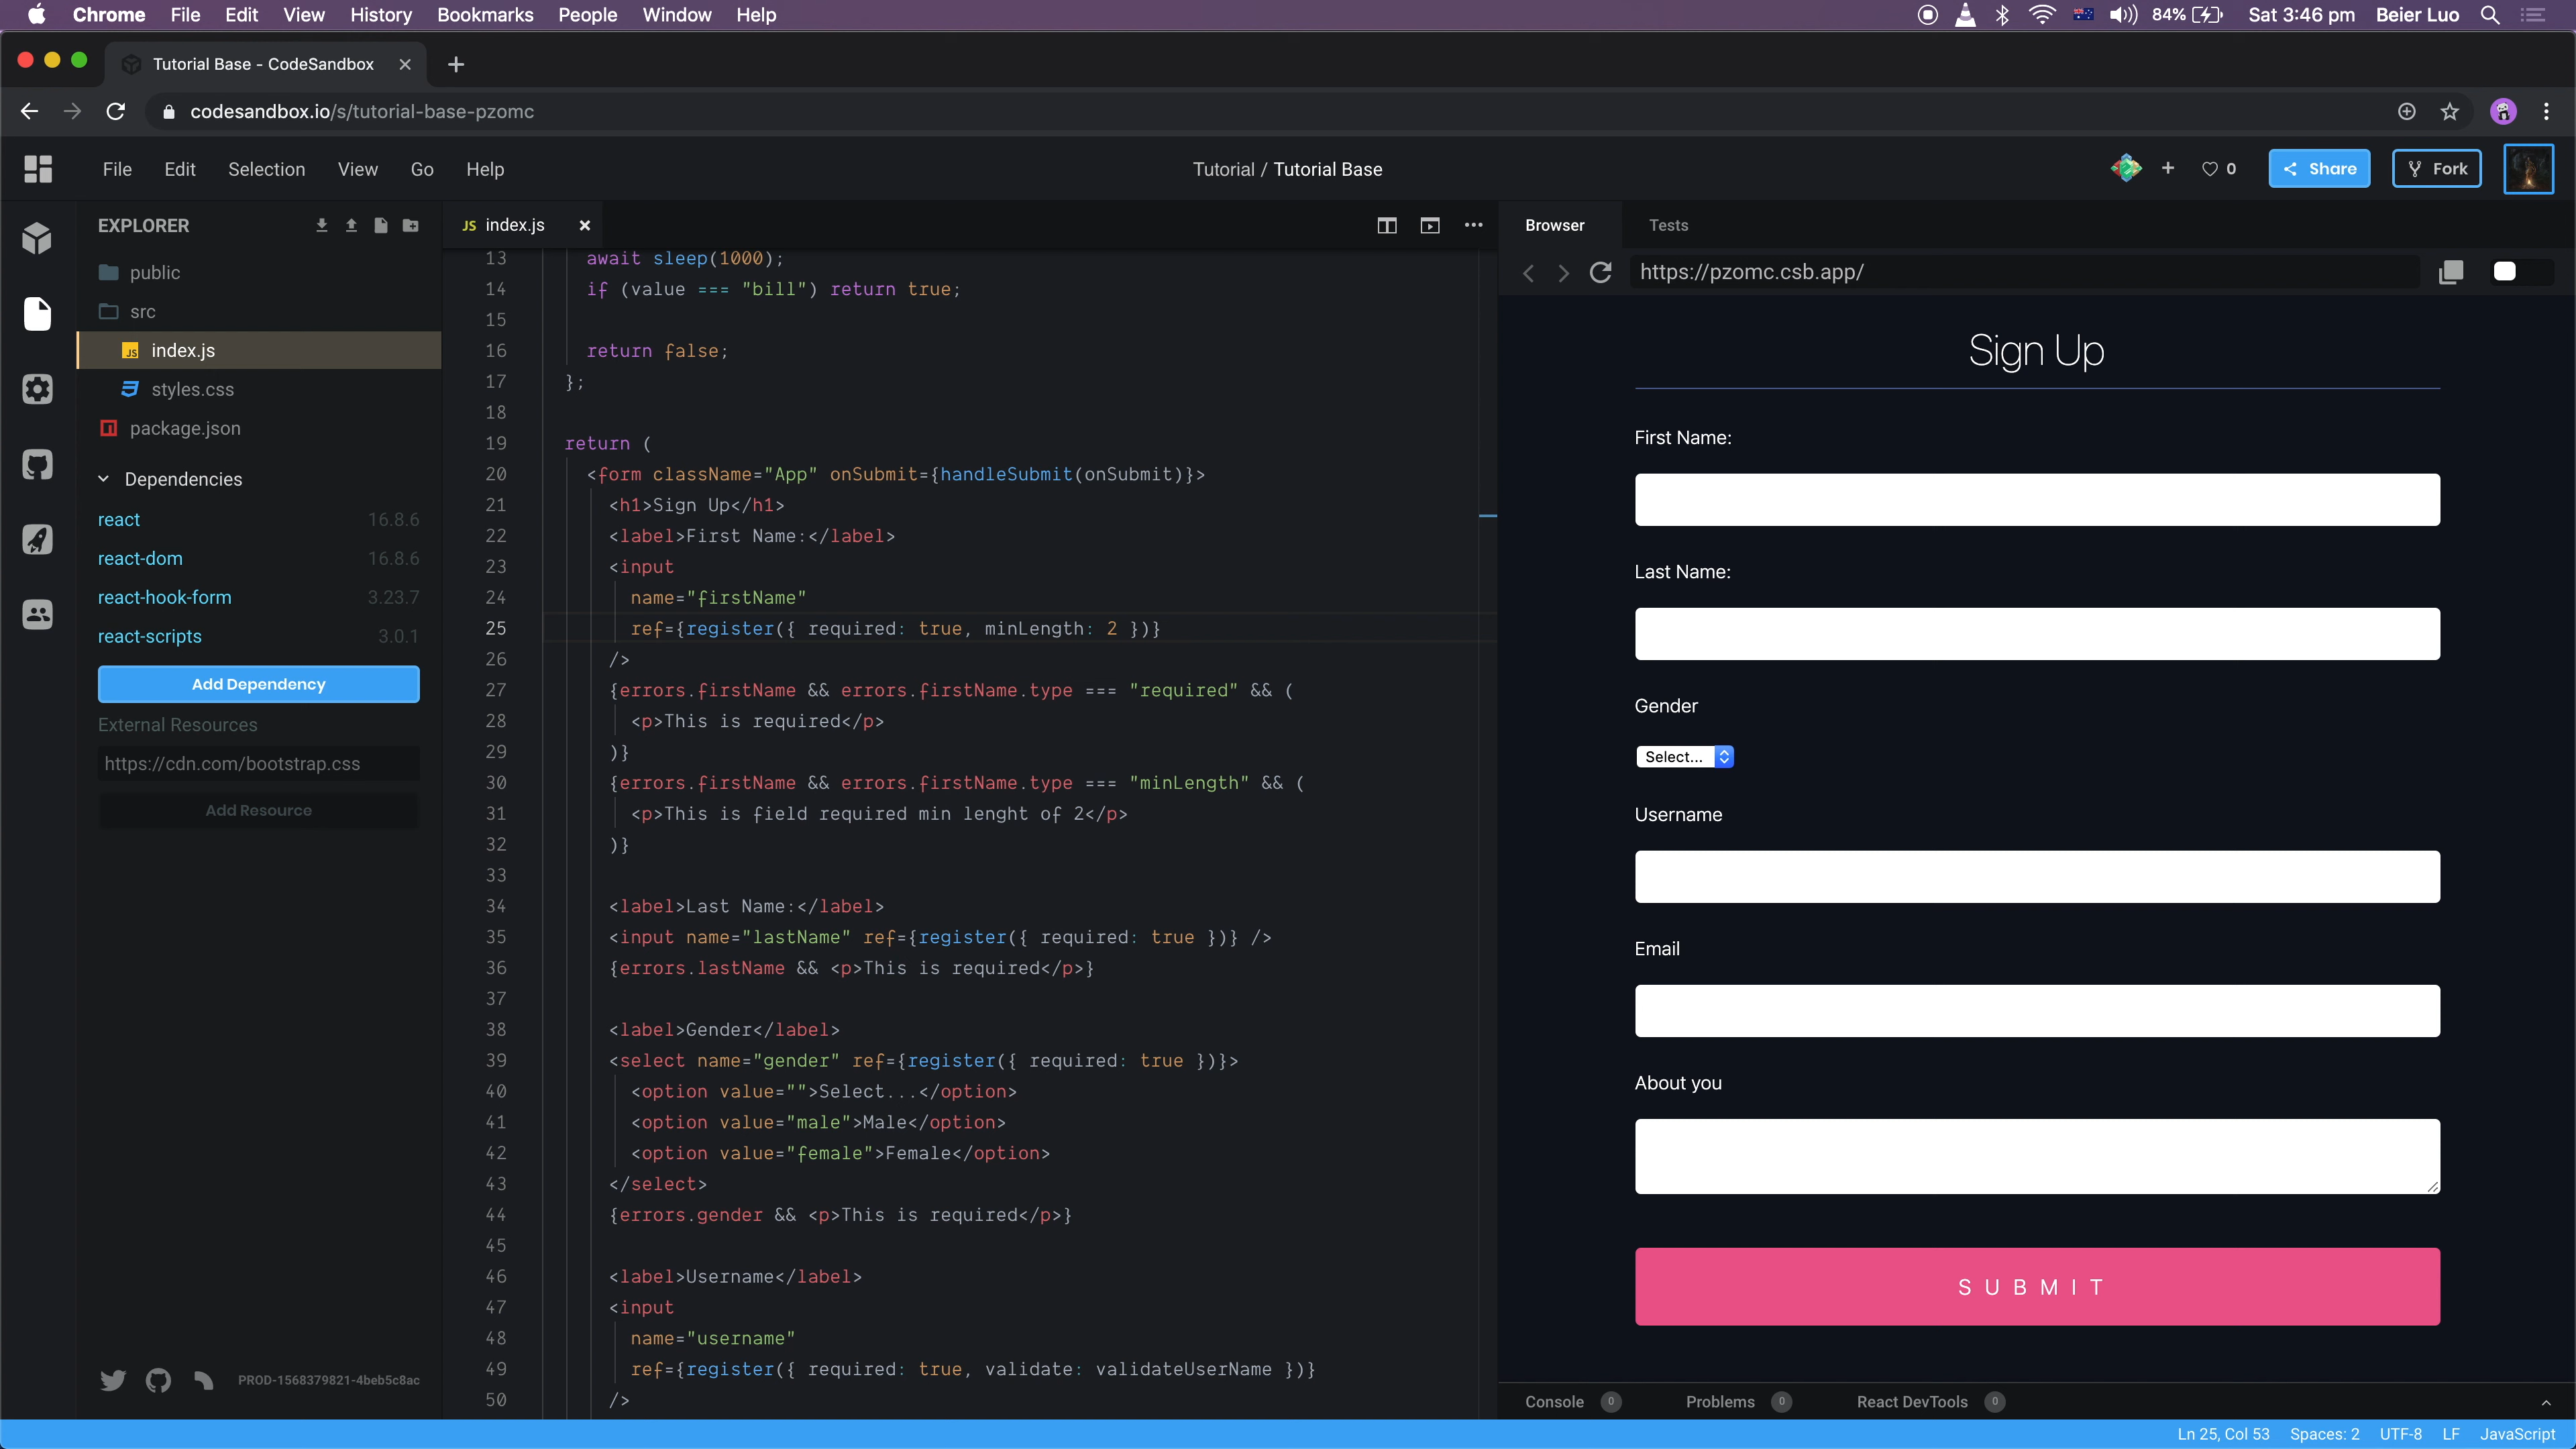 Chrome File Edit View History Bookmarks People Window Help 84% Sat 3:46 pm Beier Luo
Tutorial Base - CodeSandbox
codesandbox.io/s/tutorial-base-pzomc
File Edit Selection View Go Help Tutorial / Tutorial Base 0 Share Fork
EXPLORER
public
src
JS index.js
styles.css
package.json
Dependencies
react 16.8.6
react-dom 16.8.6
react-hook-form 3.23.7
react-scripts 3.0.1
Add Dependency
External Resources
https://cdn.com/bootstrap.css
Add Resource
PROD-1568379821-4beb5c8ac
JS index.js
13 await sleep(1000);
14 if (value === "bill") return true;
15
16 return false;
17 };
18
19 return (
20 <form className="App" onSubmit={handleSubmit(onSubmit)}>
21 <h1>Sign Up</h1>
22 <label>First Name:</label>
23 <input
24 name="firstName"
25 ref={register({ required: true, minLength: 2 })}
26 />
27 {errors.firstName && errors.firstName.type === "required" && (
28 <p>This is required</p>
29 )}
30 {errors.firstName && errors.firstName.type === "minLength" && (
31 <p>This is field required min lenght of 2</p>
32 )}
33
34 <label>Last Name:</label>
35 <input name="lastName" ref={register({ required: true })} />
36 {errors.lastName && <p>This is required</p>}
37
38 <label>Gender</label>
39 <select name="gender" ref={register({ required: true })}>
40 <option value="">Select...</option>
41 <option value="male">Male</option>
42 <option value="female">Female</option>
43 </select>
44 {errors.gender && <p>This is required</p>}
45
46 <label>Username</label>
47 <input
48 name="username"
49 ref={register({ required: true, validate: validateUserName })}
50 />
Browser Tests
https://pzomc.csb.app/
Sign Up
First Name:
Last Name:
Gender
Select...
Username
Email
About you
SUBMIT
Console 0 Problems 0 React DevTools 0
Ln 25, Col 53 Spaces: 2 UTF-8 LF JavaScript